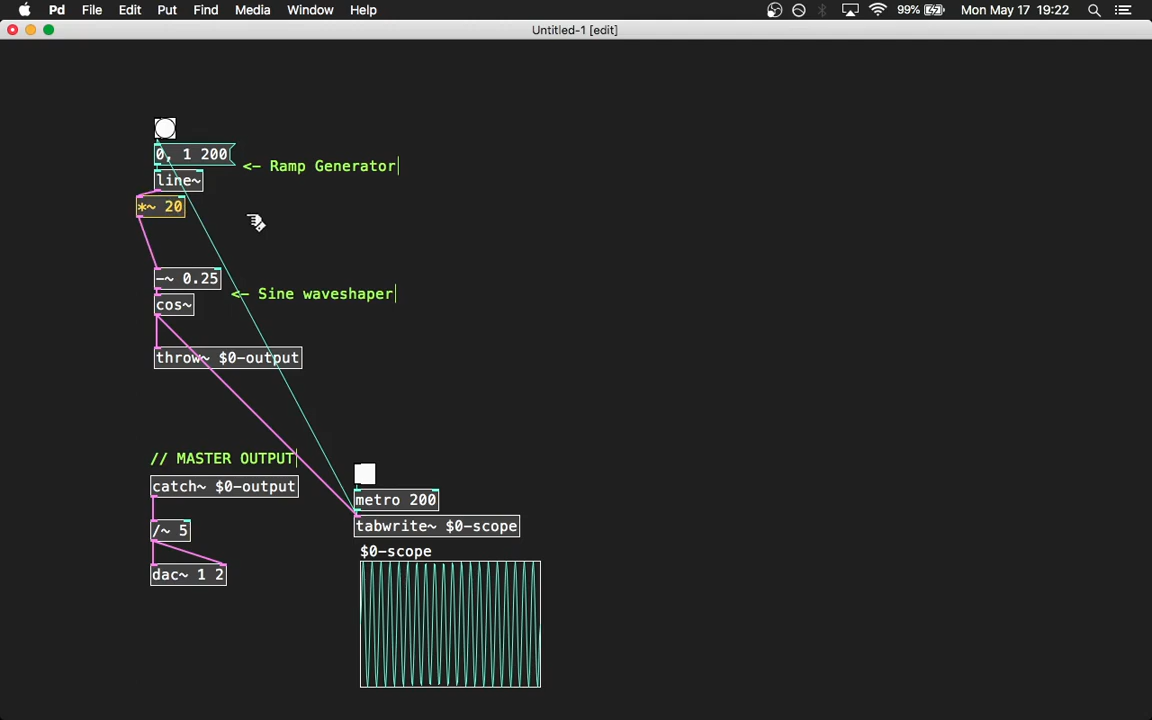 Pd File Edit Put Find Media Window Help 99% Mon May 17 19:22
Untitled-1 [edit]
0, 1 200
<- Ramp Generator
line~
*~ 20
-~ 0.25
<- Sine waveshaper
cos~
throw~ $0-output
// MASTER OUTPUT
catch~ $0-output
metro 200
/~ 5
tabwrite~ $0-scope
$0-scope
dac~ 1 2